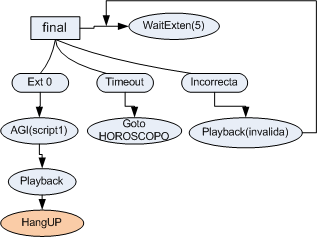 final
WaitExten(5)
Ext 0
Timeout
Incorrecta
AGI(script1)
Goto
HOROSCOPO
Playback(invalida)
Playback
HangUP